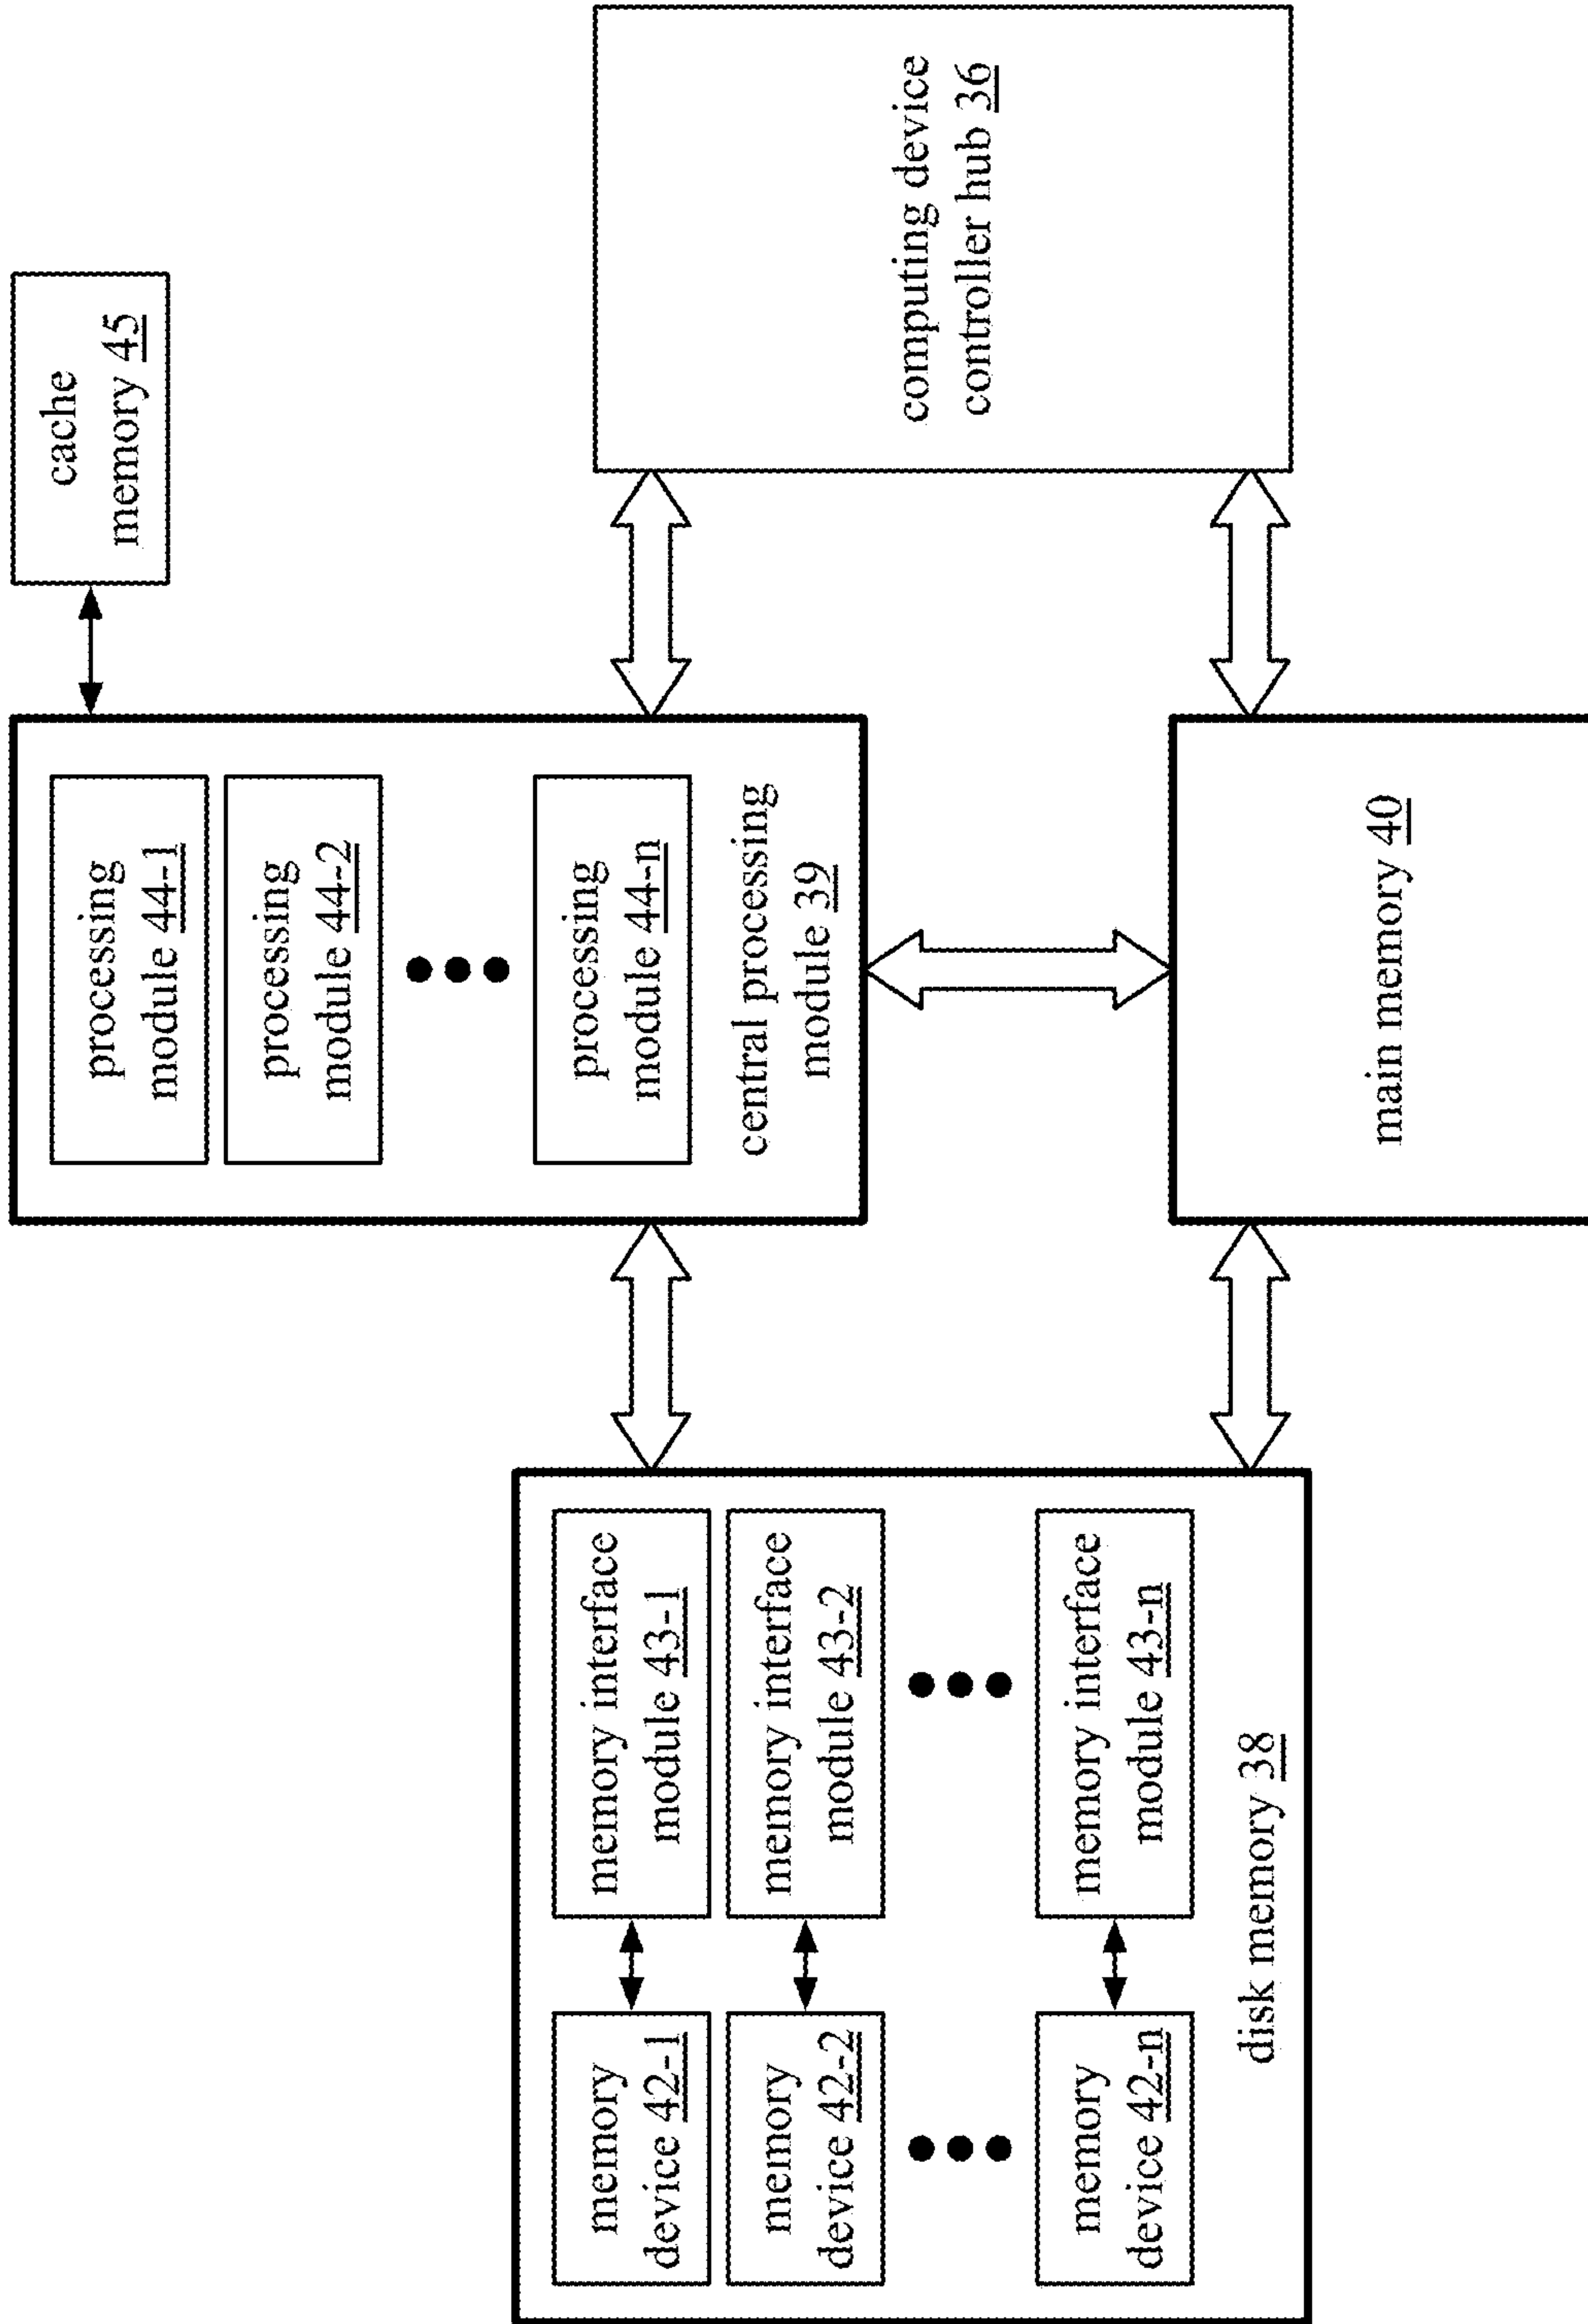 cache
memory 45
processing
module 44-1
processing
module 44-2
processing
module 44-n
central processing
module 39
computing device
controller hub 36
main memory 40
memory
device 42-1
memory interface
module 43-1
memory
device 42-2
memory interface
module 43-2
memory
device 42-n
memory interface
module 43-n
disk memory 38